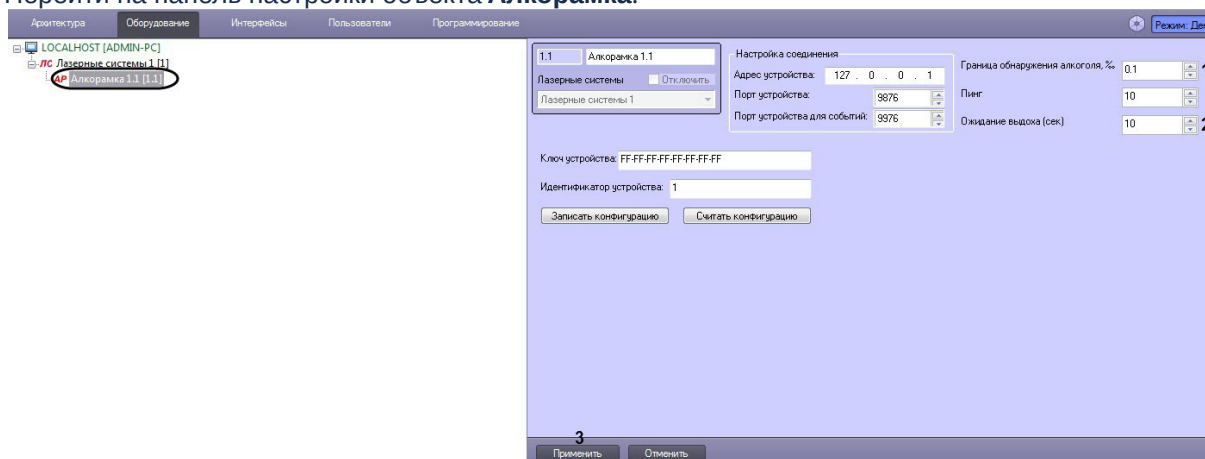 Перейти на панель настройки объекта Алкорамка.
Архитектура Оборудование Интерфейсы Пользователи Программирование
LOCALHOST [ADMIN-PC]
ЛС Лазерные системы 1 [1]
АР Алкорамка 1.1 [1.1]
1.1 Алкорамка 1.1
Лазерные системы Отключить
Лазерные системы 1
Настройка соединения
Адрес устройства: 127 . 0 . 0 . 1
Порт устройства: 9876
Порт устройства для событий: 9976
Граница обнаружения алкоголя, ‰ 0.1
Пинг 10
Ожидание выдоха (сек) 10
Режим:
Ключ устройства: FF-FF-FF-FF-FF-FF-FF-FF
Идентификатор устройства: 1
Записать конфигурацию Считать конфигурацию
3
Применить Отменить